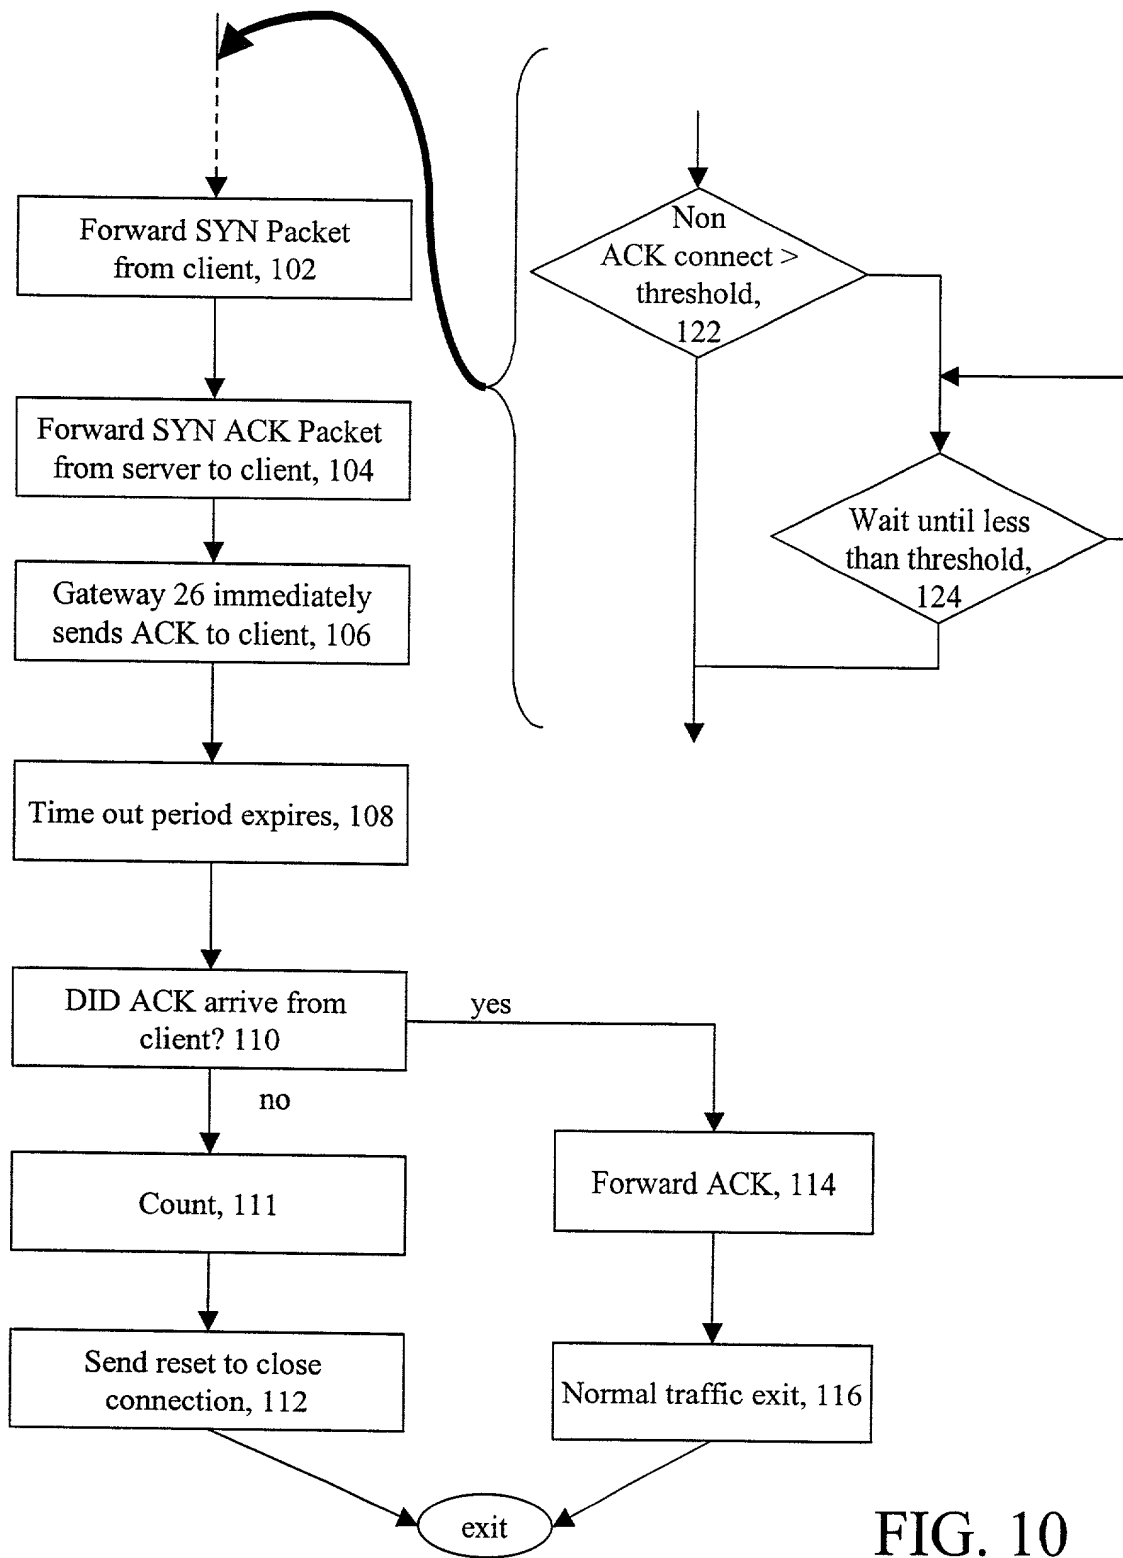 Forward SYN Packet
from client, 102
Forward SYN ACK Packet
from server to client, 104
Gateway 26 immediately
sends ACK to client, 106
Time out period expires, 108
DID ACK arrive from
client? 110
yes
no
Count, 111
Send reset to close
connection, 112
Forward ACK, 114
Normal traffic exit, 116
exit
Non
ACK connect >
threshold,
122
Wait until less
than threshold,
124
FIG. 10